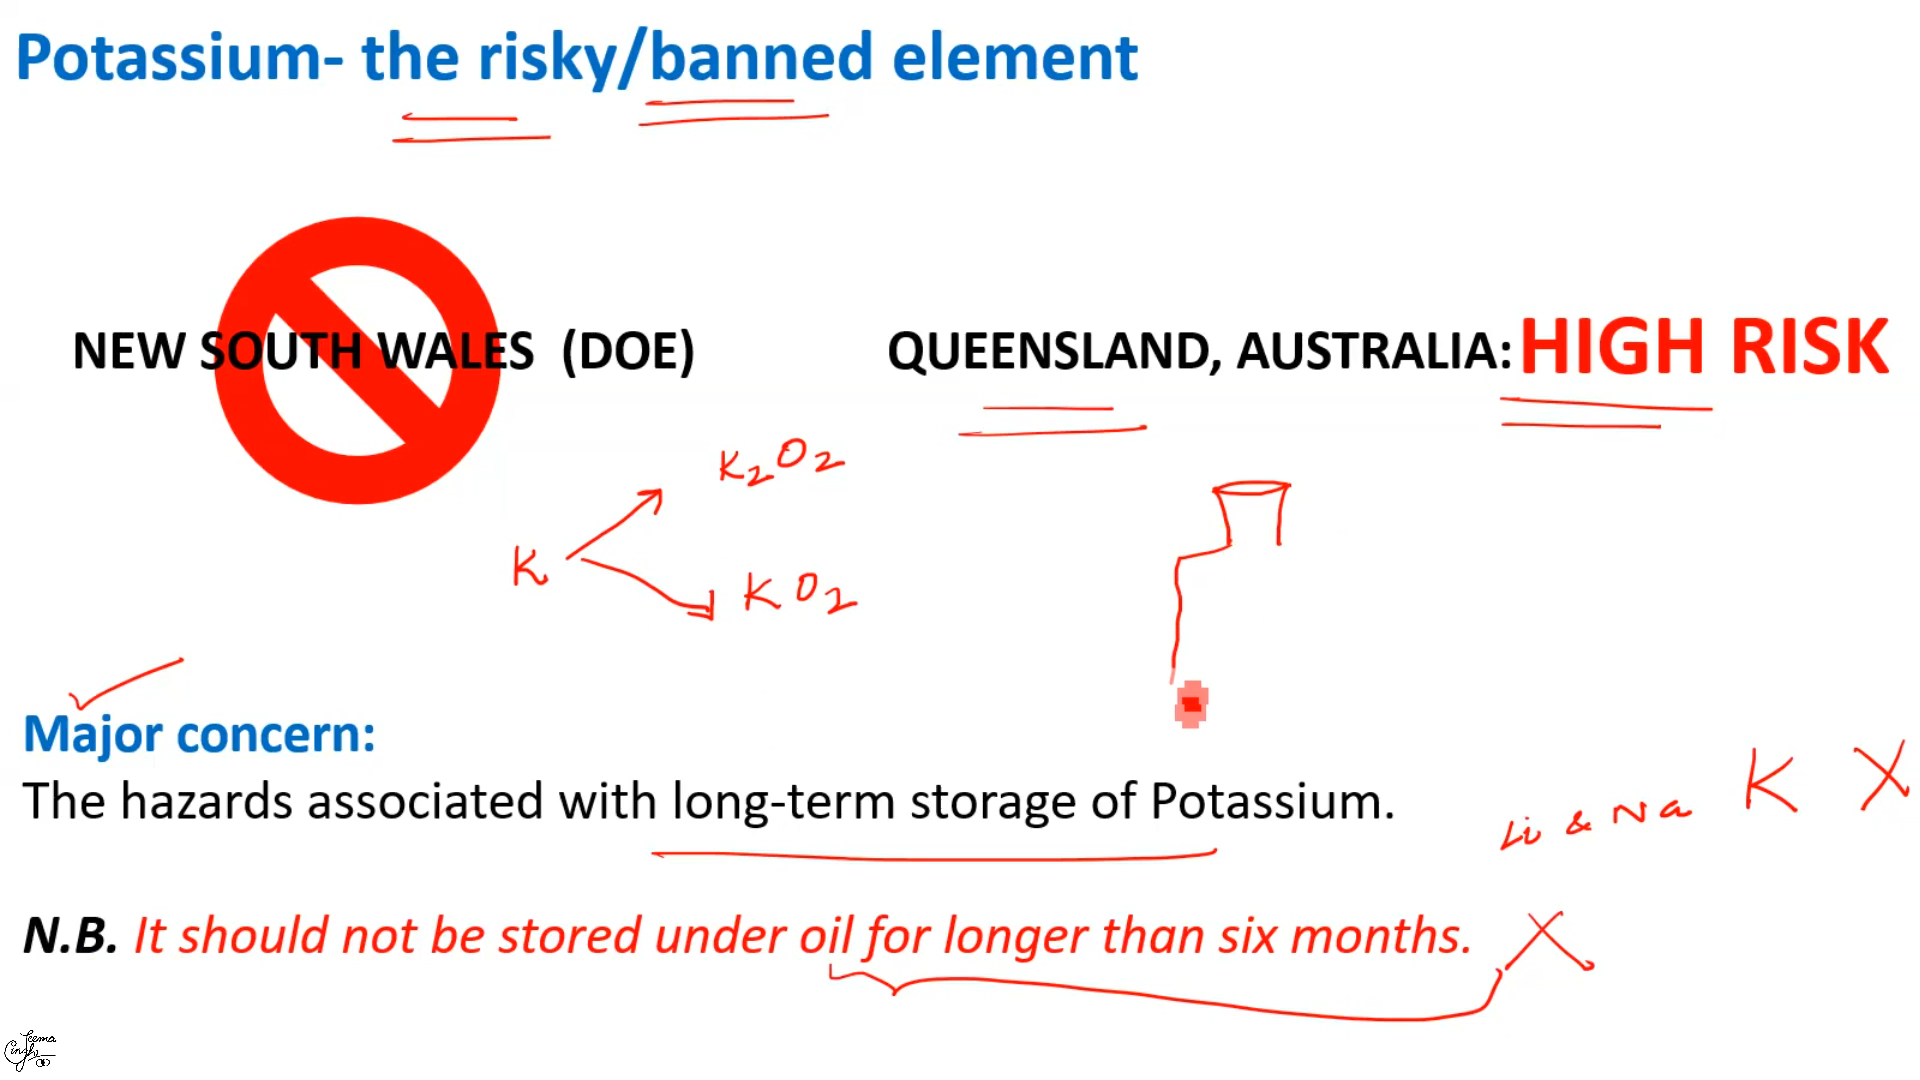 Potassium- the risky/banned element
NEW SOUTH WALES (DOE)
QUEENSLAND, AUSTRALIA: HIGH RISK
K₂O₂
K
KO₂
Major concern:
The hazards associated with long-term storage of Potassium.
Li & Na K X
N.B. It should not be stored under oil for longer than six months. X
Seema